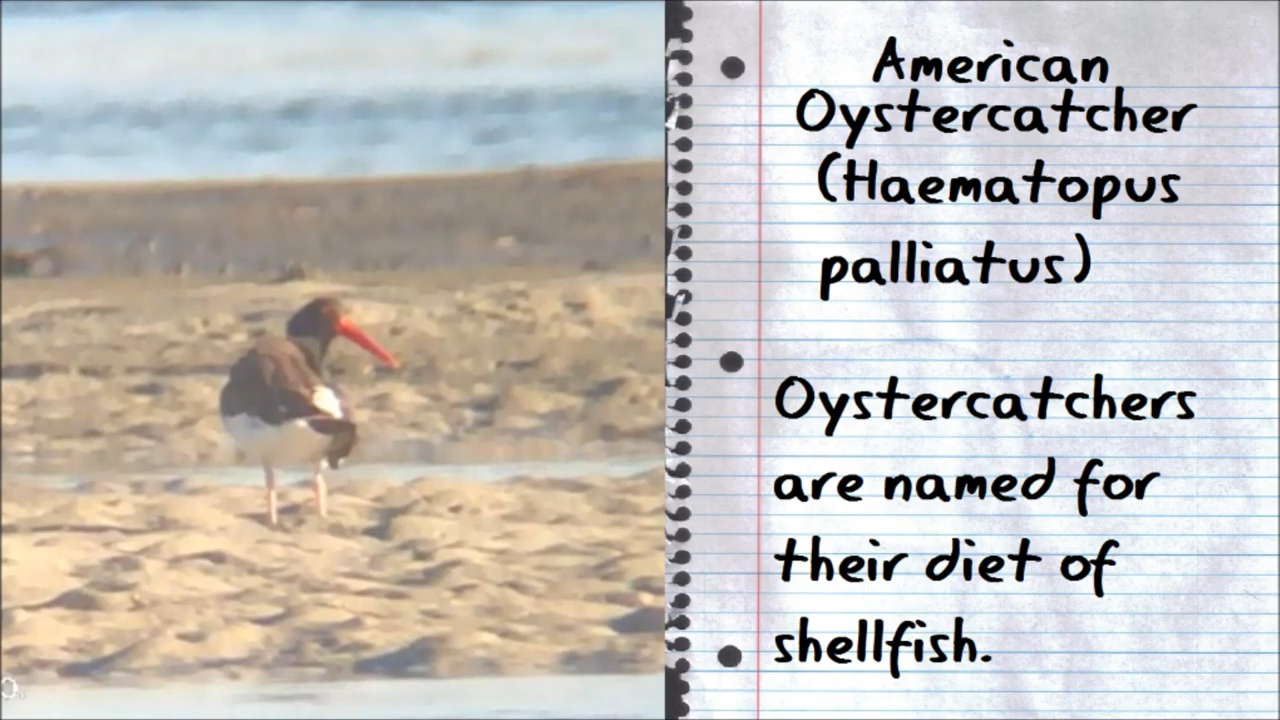 American
Oystercatcher
(Haematopus
palliatus)
Oystercatchers
are named for
their diet of
shellfish.